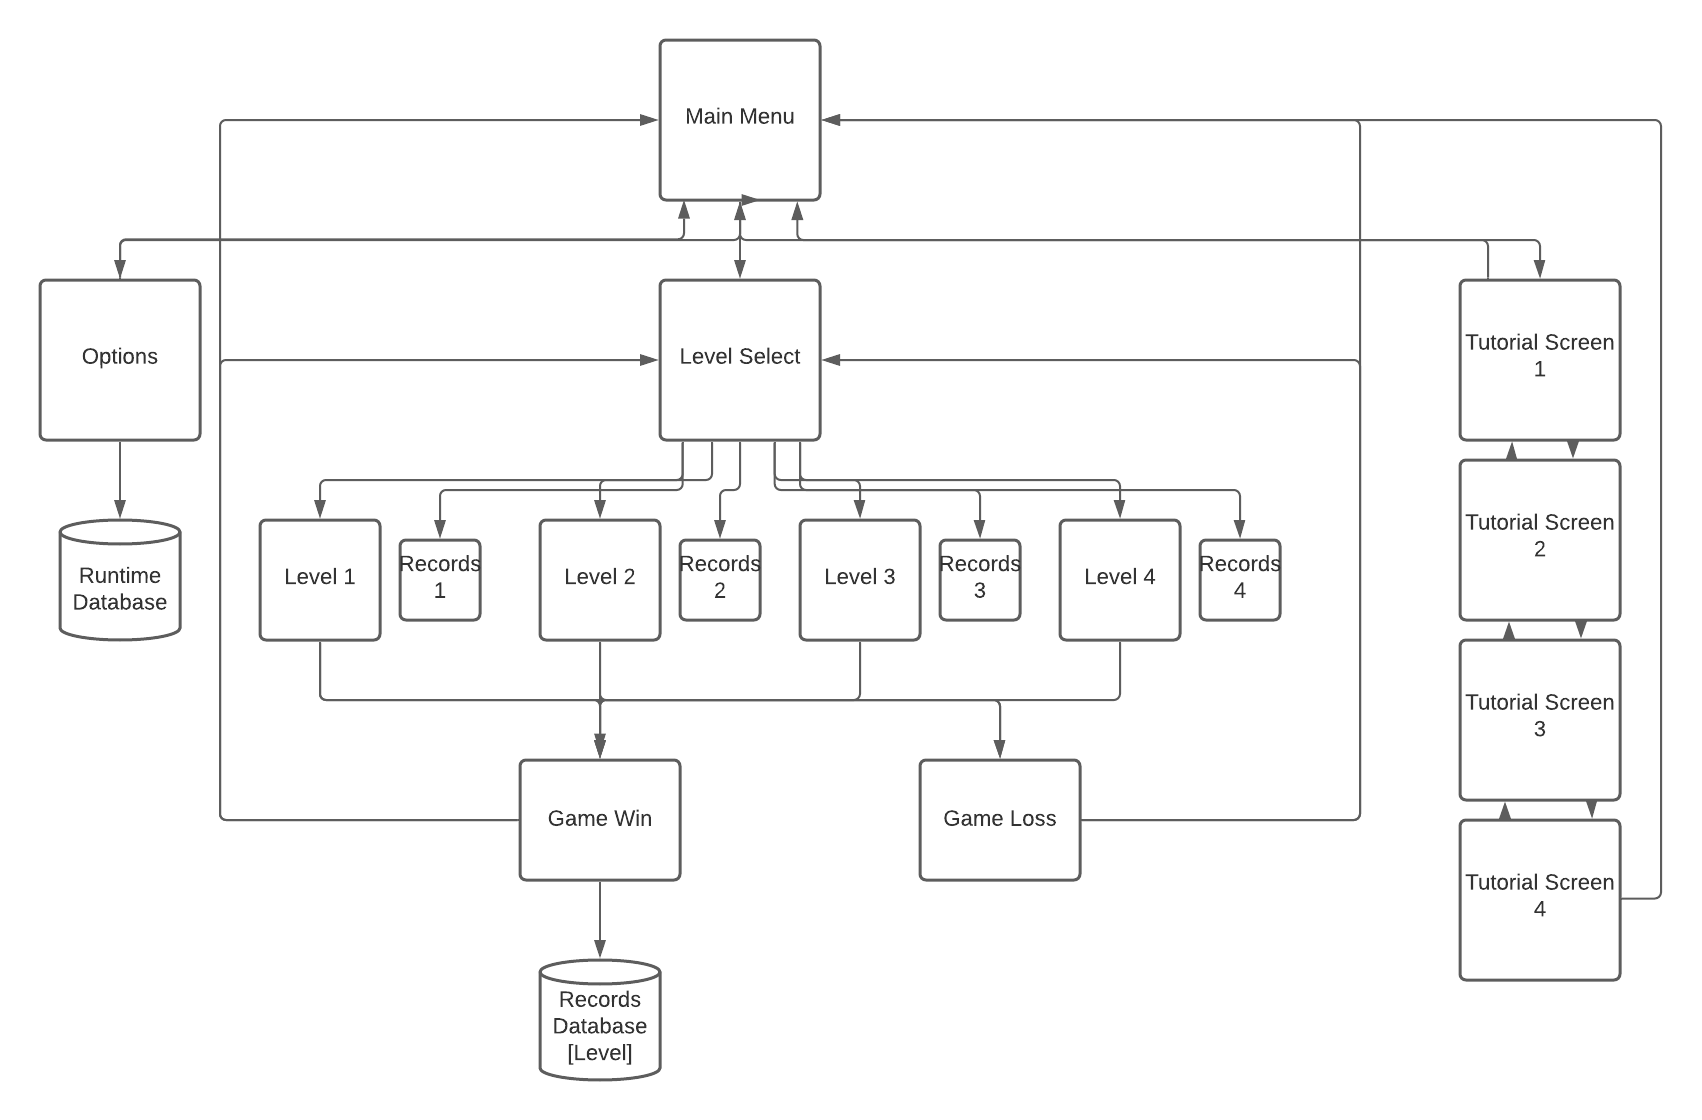 Main Menu
Options
Level Select
Tutorial Screen
1
Tutorial Screen
2
Runtime
Database
Level 1
Records
1
Level 2
Records
2
Level 3
Records
3
Level 4
Records
4
Tutorial Screen
3
Game Win
Game Loss
Tutorial Screen
4
Records
Database
[Level]